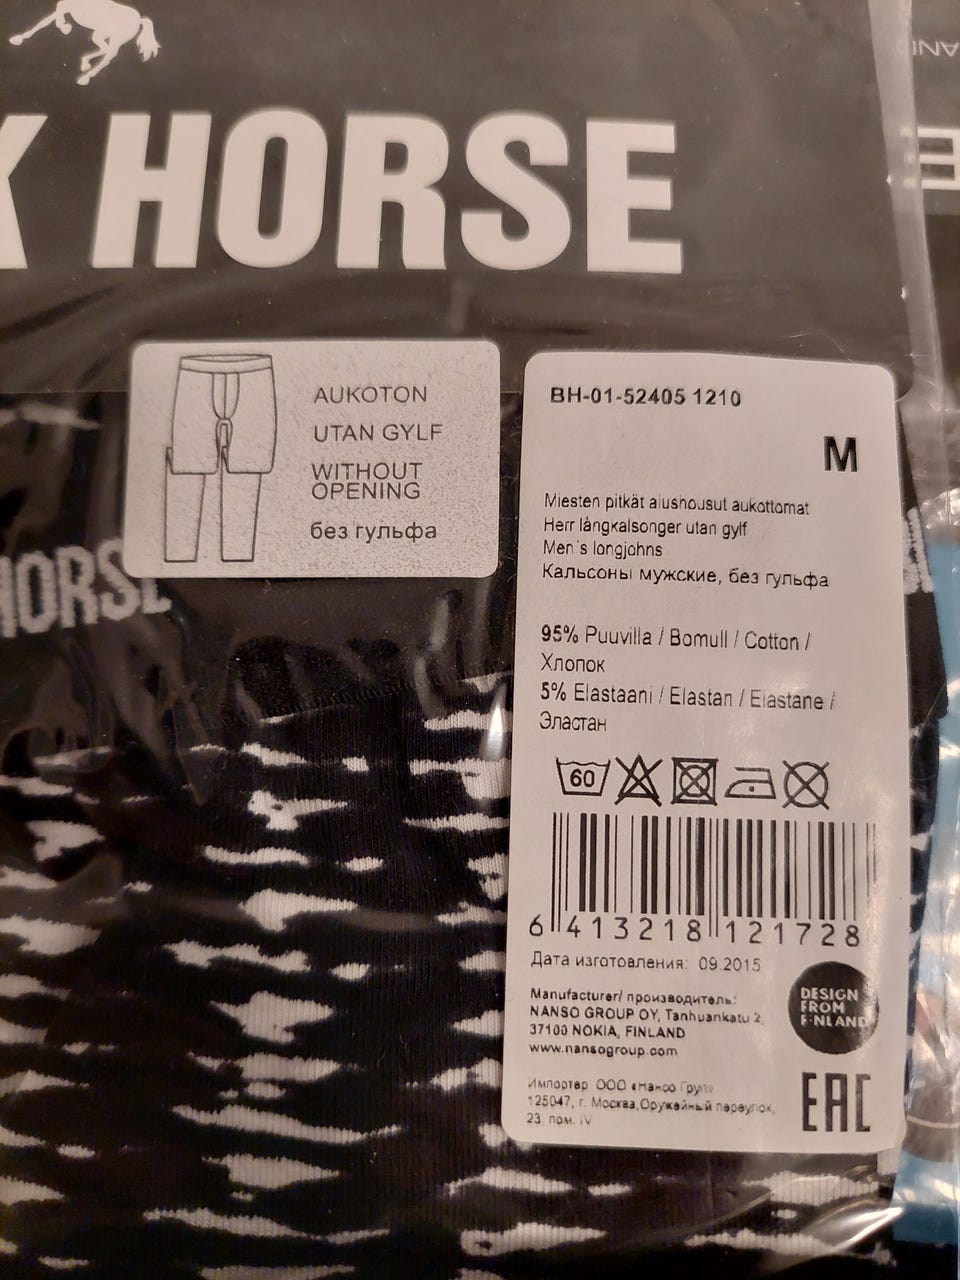 K HORSE
AUKOTON
UTAN GYLF
WITHOUT
OPENING
без гульфа
HORSE
BH-01-52405 1210
M
Miesten pitkät alushousut aukottomat
Herr långkalsonger utan gylf
Men's longjohns
Кальсоны мужские, без гульфа
95% Puuvilla / Bomull / Cotton /
Хлопок
5% Elastaani / Elastan / Elastane /
Эластан
60
6 413218 121728
Дата изготовления: 09.2015
Manufacturer/ производитель:
NANSO GROUP OY, Tanhuankatu 2,
37100 NOKIA, FINLAND
www.nansogroup.com
DESIGN
FROM
FINLAND
Импортер ООО «Нансо Груп»
125047, г. Москва,Оружейный переулок,
23, пом. IV
EAC